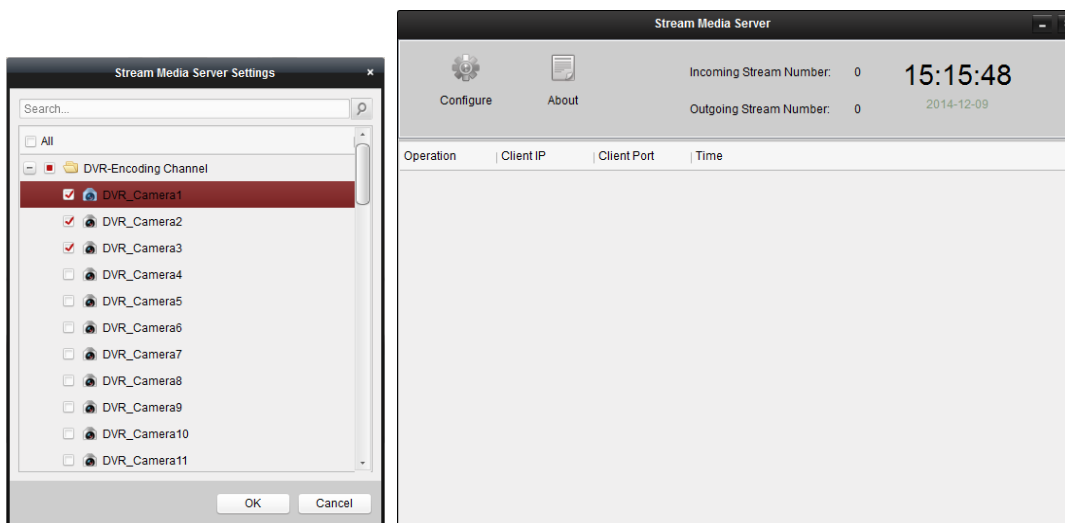 Stream Media Server Settings
Search...
All
DVR-Encoding Channel
DVR_Camera1
DVR_Camera2
DVR_Camera3
DVR_Camera4
DVR_Camera5
DVR_Camera6
DVR_Camera7
DVR_Camera8
DVR_Camera9
DVR_Camera10
DVR_Camera11
OK Cancel
Stream Media Server
Configure About
Incoming Stream Number: 0
Outgoing Stream Number: 0
15:15:48
2014-12-09
Operation Client IP Client Port Time